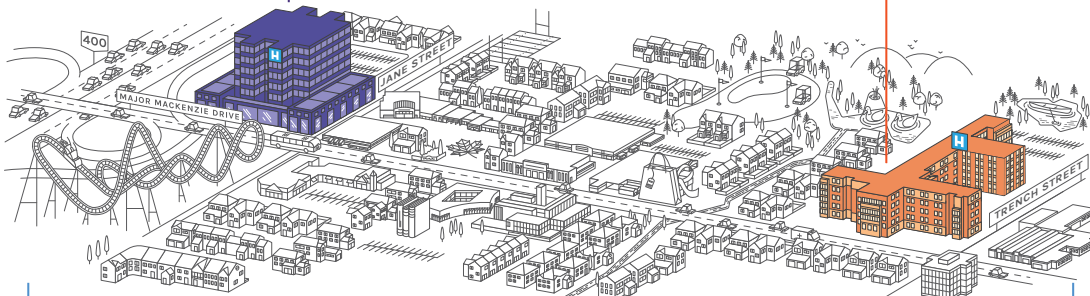 400
H
JANE STREET
MAJOR MACKENZIE DRIVE
H
TRENCH STREET